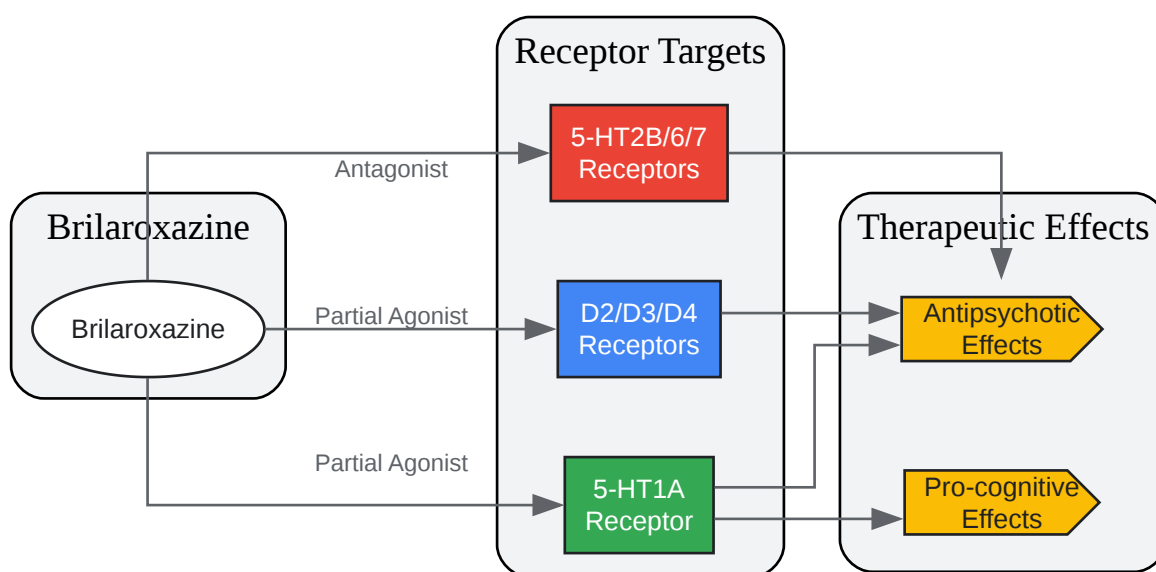 Receptor Targets
5-HT2B/6/7
Receptors
Antagonist
Brilaroxazine
Therapeutic Effects
Brilaroxazine
Partial Agonist
D2/D3/D4
Receptors
Antipsychotic
Effects
Partial Agonist
5-HT1A
Receptor
Pro-cognitive
Effects